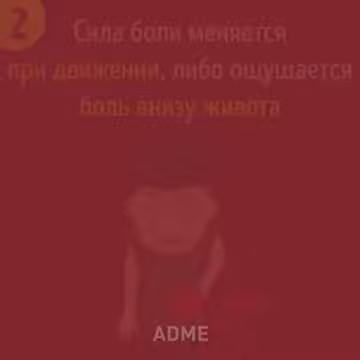 2
Сила боли меняется
при движении, либо ощущается
боль внизу живота
ADME